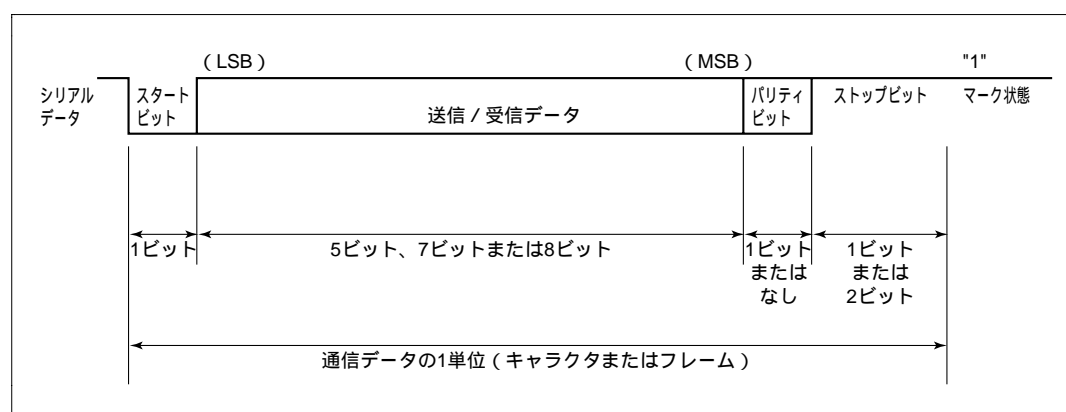 (LSB) (MSB) "1"
シリアル
データ
スタート
ビット
送信/受信データ
パリティ
ビット
ストップビット
マーク状態
1ビット
5ビット、7ビットまたは8ビット
1ビット
または
なし
1ビット
または
2ビット
通信データの1単位(キャラクタまたはフレーム)